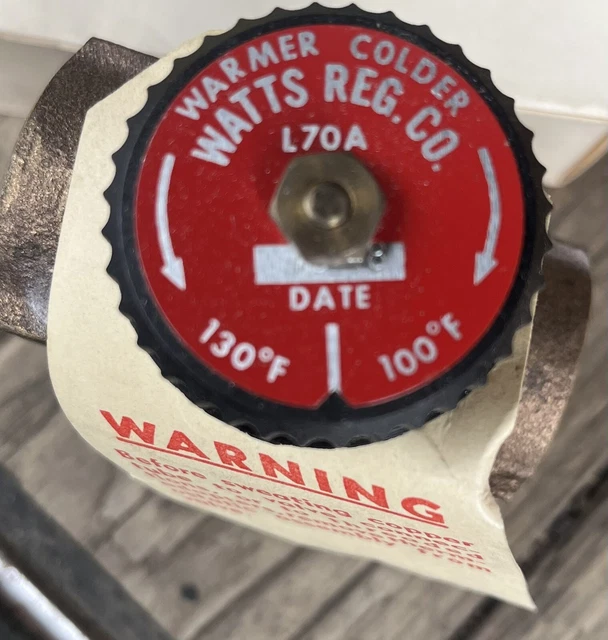 WARMER COLDER
WATTS REG. CO.
L70A
DATE
130°F 100°F
WARNING
Before sweating copper